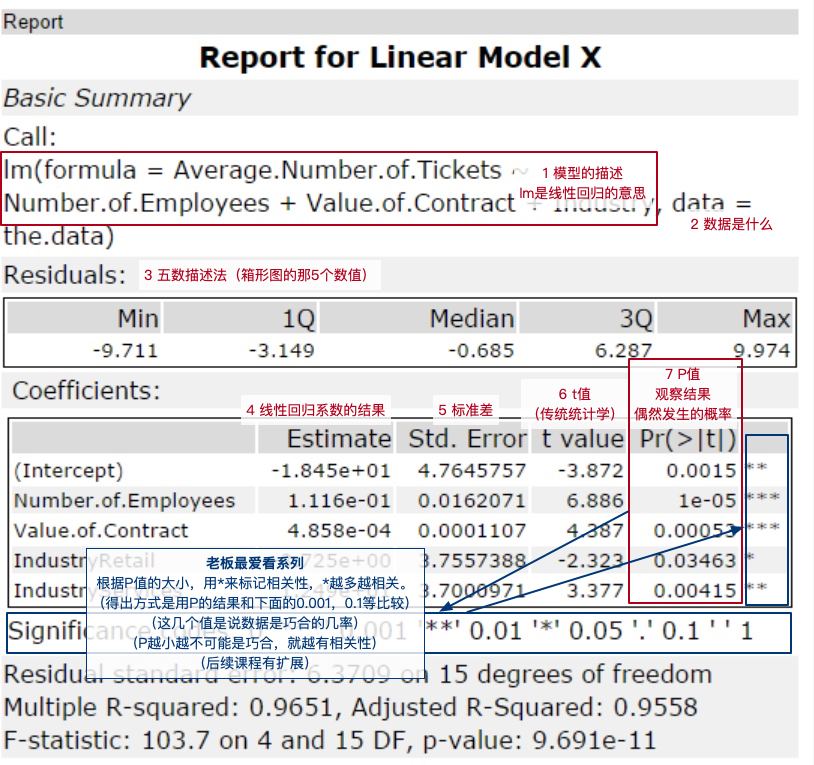 Report
Report for Linear Model X
Basic Summary
Call:
lm(formula = Average.Number.of.Tickets ~
1 模型的描述
lm是线性回归的意思
Number.of.Employees + Value.of.Contract + Industry, data =
2 数据是什么
the.data)
Residuals:
3 五数描述法（箱形图的那5个数值）
Min 1Q Median 3Q Max
-9.711 -3.149 -0.685 6.287 9.974
Coefficients:
4 线性回归系数的结果
5 标准差
6 t值
(传统统计学)
7 P值
观察结果
偶然发生的概率
Estimate Std. Error t value Pr(>|t|)
(Intercept) -1.845e+01 4.7645757 -3.872 0.0015 **
Number.of.Employees 1.116e-01 0.0162071 6.886 1e-05 ***
Value.of.Contract 4.858e-04 0.0001107 4.387 0.00053 ***
IndustryRetail 3.7557388 -2.323 0.03463 *
3.7000971 3.377 0.00415 **
老板最爱看系列
根据P值的大小，用*来标记相关性，*越多越相关。
（得出方式是用P的结果和下面的0.001，0.1等比较）
（这几个值是说数据是巧合的几率）
（P越小越不可能是巧合，就越有相关性）
（后续课程有扩展）
Significance codes: 0.001 '**' 0.01 '*' 0.05 '.' 0.1 ' ' 1
Residual standard error: 6.3709 on 15 degrees of freedom
Multiple R-squared: 0.9651, Adjusted R-Squared: 0.9558
F-statistic: 103.7 on 4 and 15 DF, p-value: 9.691e-11